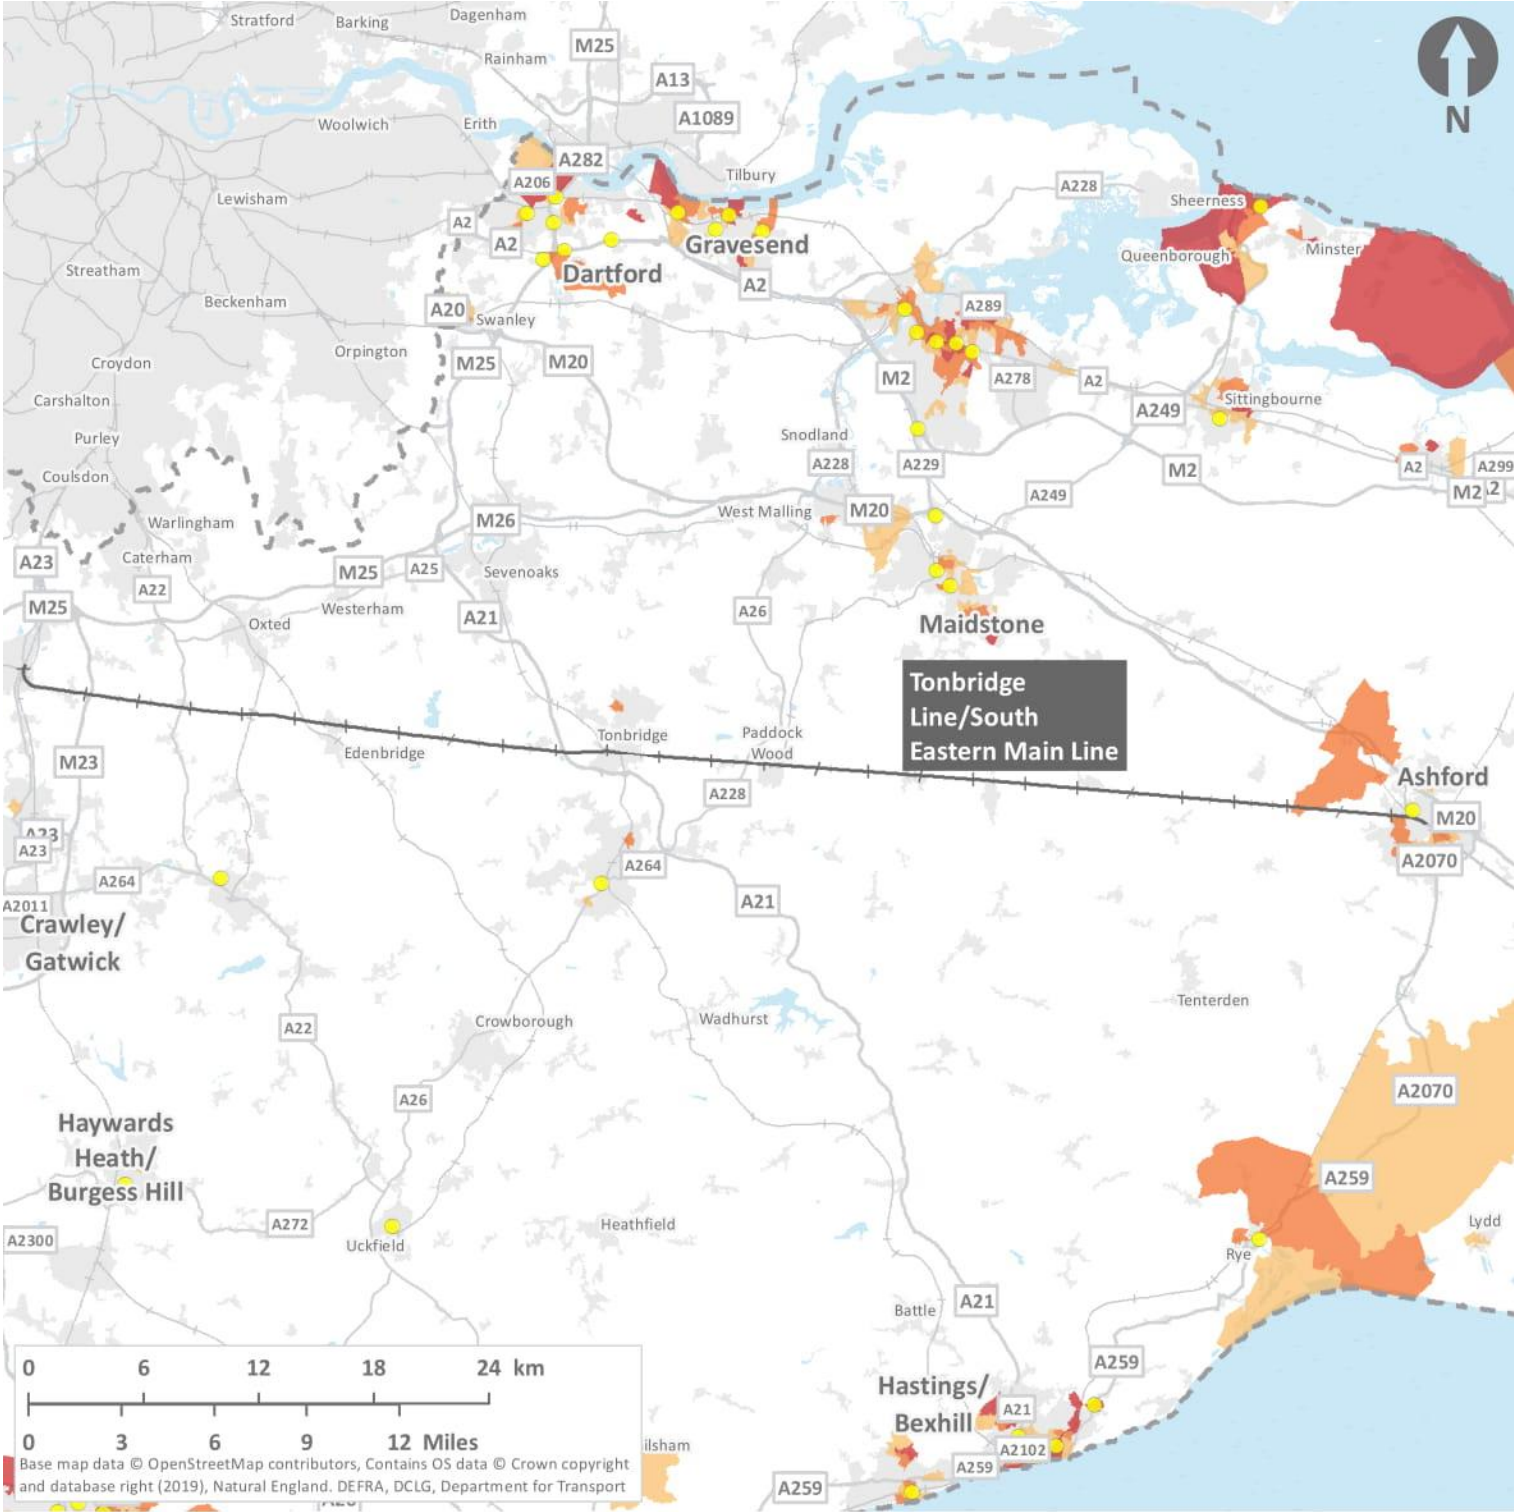 Stratford
Barking
Dagenham
M25
Rainham
A13
A1089
Woolwich
Erith
A282
A206
Tilbury
A228
Sheerness
Lewisham
A2
A2
Gravesend
Queenborough
Minster
Streatham
Dartford
A2
Beckenham
A20
Swanley
A289
Orpington
Croydon
M25
M20
M2
A278
A2
Carshalton
A249
Sittingbourne
Purley
Snodland
Coulsdon
A228
A229
M2
A2
A299
M2
A2
A249
Warlingham
M26
West Malling
M20
Caterham
A23
M25
A25
Sevenoaks
A22
M25
Westerham
A21
A26
Oxted
Maidstone
Tonbridge
Line/South
Eastern Main Line
Edenbridge
Tonbridge
Paddock
Wood
M23
Ashford
A228
M20
A23
A23
A264
A2070
A264
A2011
A21
Crawley/
Gatwick
Tenterden
A22
Crowborough
Wadhurst
A26
A2070
Haywards
Heath/
Burgess Hill
A259
A272
Heathfield
Lydd
A2300
Uckfield
Rye
Battle
A21
A259
Hastings/
Bexhill
A21
A2102
A259
A259
ilsham
0 6 12 18 24 km
0 3 6 9 12 Miles
Base map data © OpenStreetMap contributors, Contains OS data © Crown copyright
and database right (2019), Natural England. DEFRA, DCLG, Department for Transport
N